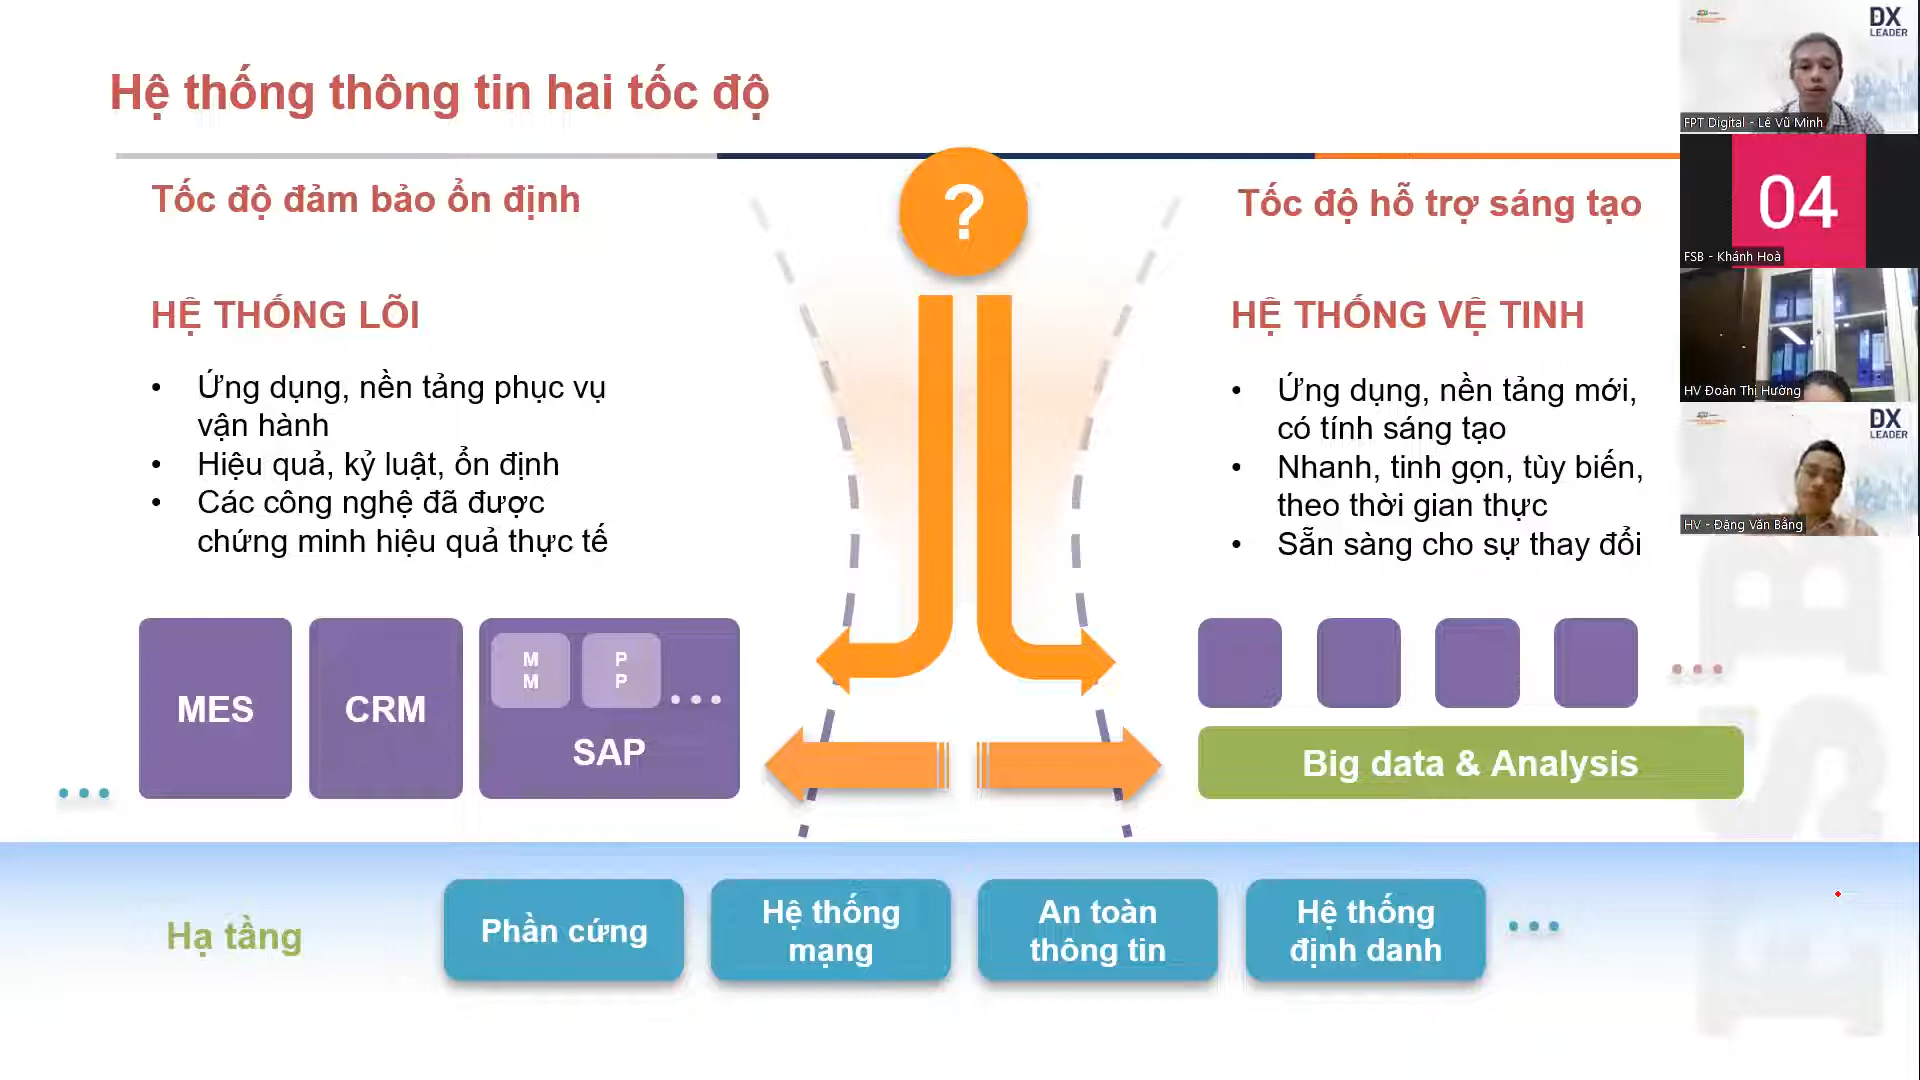 Hệ thống thông tin hai tốc độ
Tốc độ đảm bảo ổn định
HỆ THỐNG LÕI
• Ứng dụng, nền tảng phục vụ
vận hành
• Hiệu quả, kỷ luật, ổn định
• Các công nghệ đã được
chứng minh hiệu quả thực tế
?
Tốc độ hỗ trợ sáng tạo
HỆ THỐNG VỆ TINH
• Ứng dụng, nền tảng mới,
có tính sáng tạo
• Nhanh, tinh gọn, tùy biến,
theo thời gian thực
• Sẵn sàng cho sự thay đổi
MES
CRM
M
M
P
P
SAP
Big data & Analysis
Hạ tầng
Phần cứng
Hệ thống
mạng
An toàn
thông tin
Hệ thống
định danh
DX
LEADER
FPT Digital - Lê Vũ Minh
04
FSB - Khánh Hoà
HV Đoàn Thị Hường
DX
LEADER
HV - Đặng Văn Bằng
FSB